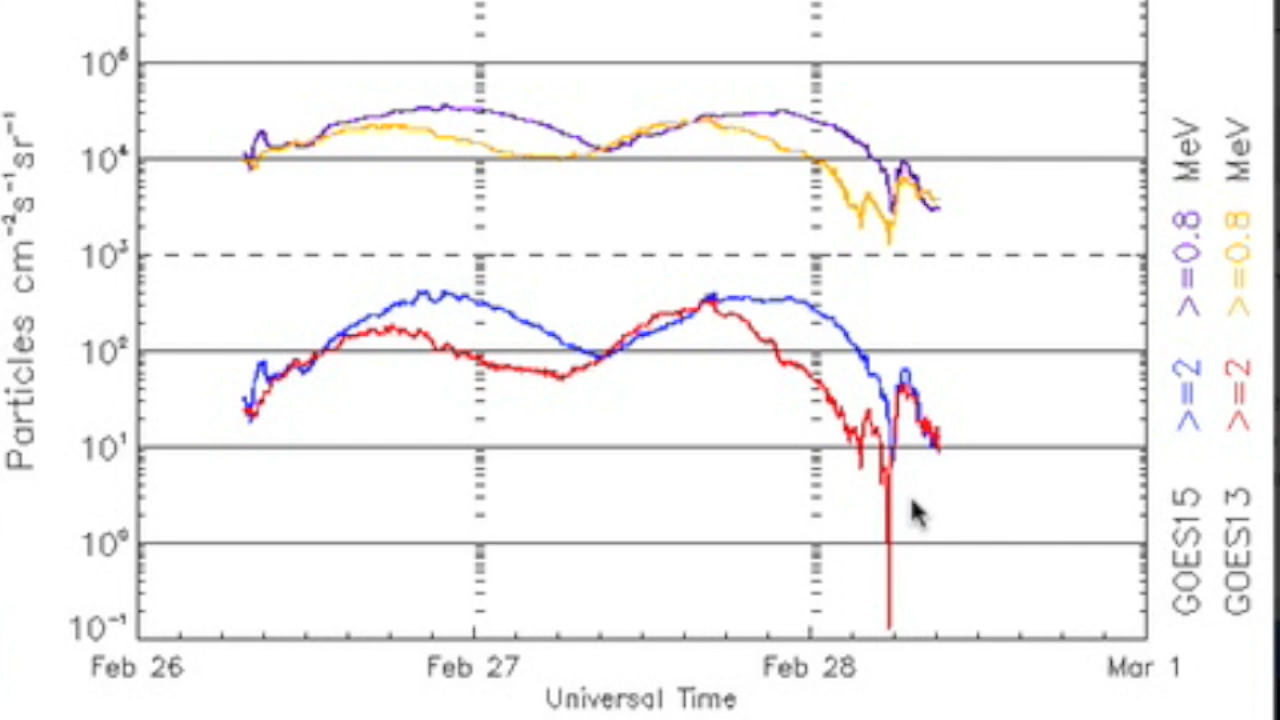 Particles cm⁻²s⁻¹sr⁻¹
10⁶
10⁴
10³
10²
10¹
10⁰
10⁻¹
Feb 26 Feb 27 Feb 28 Mar 1
Universal Time
GOES15 >=2 >=0.8 MeV
GOES13 >=2 >=0.8 MeV